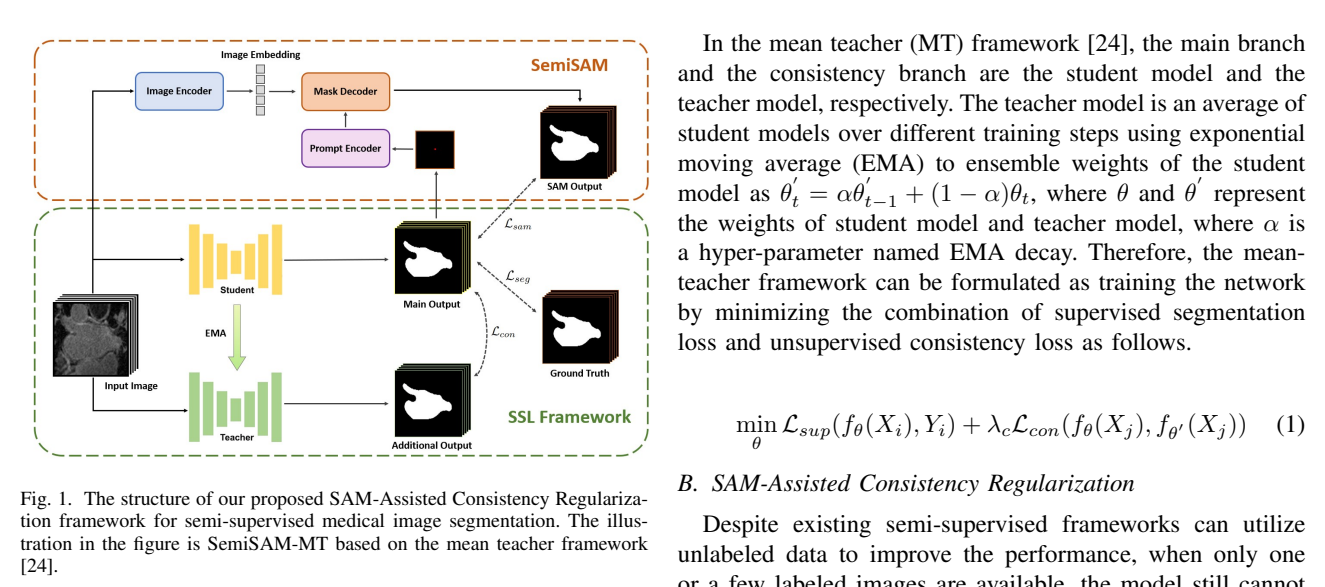 Image Embedding
SemiSAM
Image Encoder
Mask Decoder
Prompt Encoder
SAM Output
ℒsam
Student
Main Output
ℒseg
EMA
ℒcon
Input Image
Ground Truth
Teacher
Additional Output
SSL Framework
Fig. 1. The structure of our proposed SAM-Assisted Consistency Regulariza-
tion framework for semi-supervised medical image segmentation. The illus-
tration in the figure is SemiSAM-MT based on the mean teacher framework
[24].
In the mean teacher (MT) framework [24], the main branch
and the consistency branch are the student model and the
teacher model, respectively. The teacher model is an average of
student models over different training steps using exponential
moving average (EMA) to ensemble weights of the student
model as θ′t = αθ′t−1 + (1 − α)θt, where θ and θ′ represent
the weights of student model and teacher model, where α is
a hyper-parameter named EMA decay. Therefore, the mean-
teacher framework can be formulated as training the network
by minimizing the combination of supervised segmentation
loss and unsupervised consistency loss as follows.
min θ ℒsup(fθ(Xi), Yi) + λcℒcon(fθ(Xj), fθ′(Xj)) (1)
B. SAM-Assisted Consistency Regularization
Despite existing semi-supervised frameworks can utilize
unlabeled data to improve the performance, when only one
or a few labeled images are available, the model still cannot